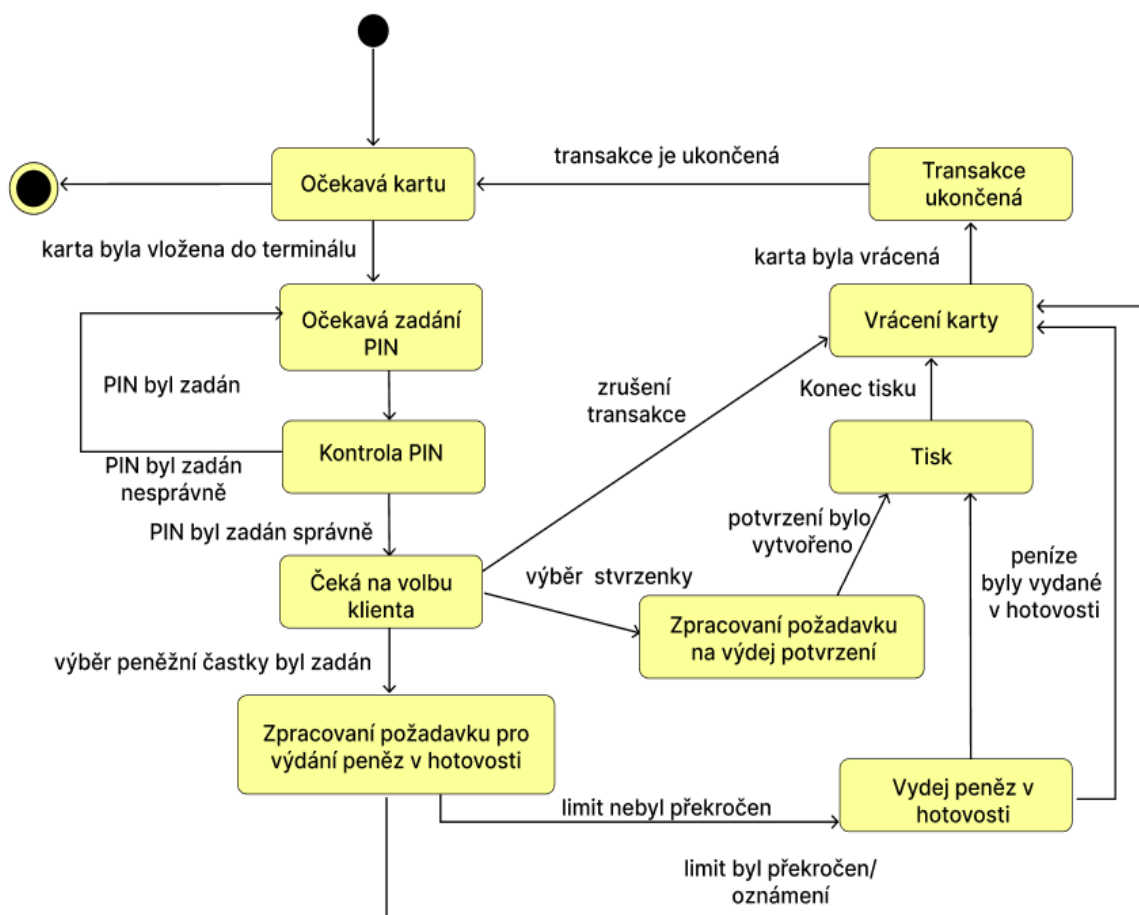 transakce je ukončená
Očekavá kartu
Transakce
ukončená
karta byla vložena do terminálu
karta byla vrácená
Očekavá zadání
PIN
Vrácení karty
PIN byl zadán
zrušení
transakce
Konec tisku
Kontrola PIN
Tisk
PIN byl zadán
nesprávně
PIN byl zadán správně
potvrzení bylo
vytvořeno
peníze
byly vydané
v hotovosti
Čeká na volbu
klienta
výběr stvrzenky
Zpracovaní požadavku
na výdej potvrzení
výběr peněžní častky byl zadán
Zpracovaní požadavku pro
výdání peněz v hotovosti
limit nebyl překročen
Vydej peněz v
hotovosti
limit byl překročen/
oznámení